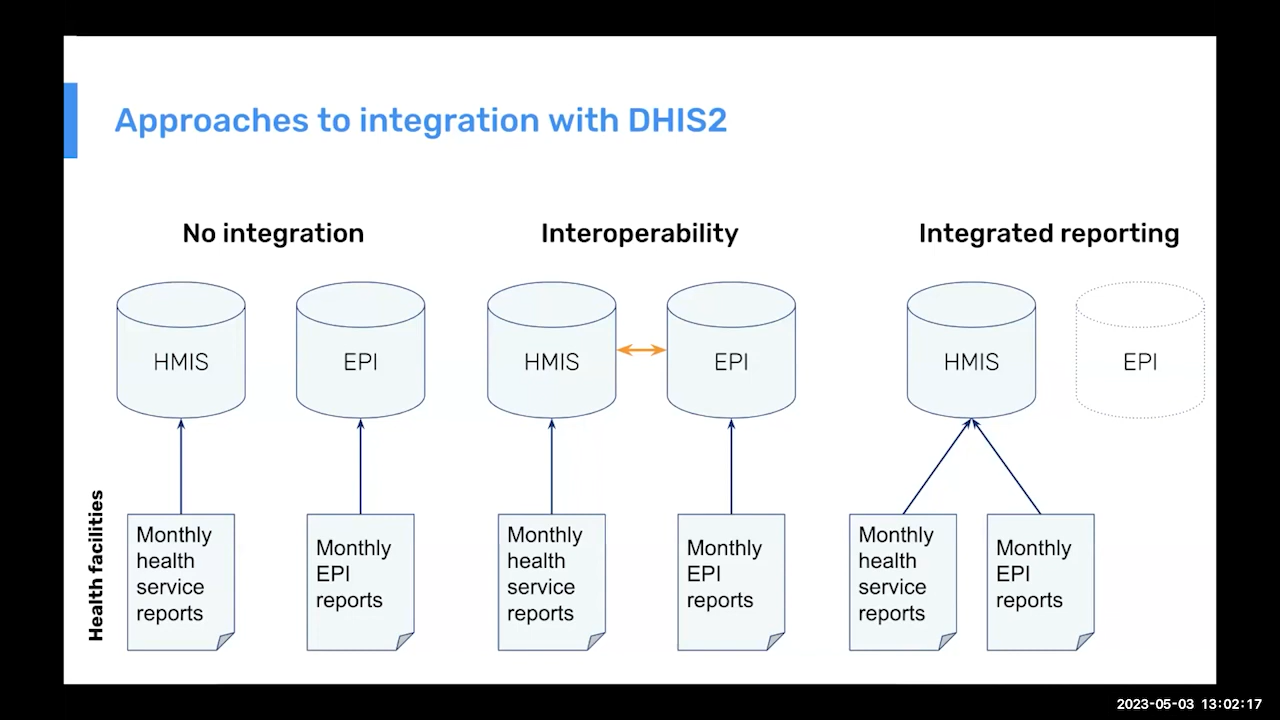 Approaches to integration with DHIS2
No integration
Interoperability
Integrated reporting
HMIS
EPI
HMIS
EPI
HMIS
EPI
Health facilities
Monthly
health
service
reports
Monthly
EPI
reports
Monthly
health
service
reports
Monthly
EPI
reports
Monthly
health
service
reports
Monthly
EPI
reports
2023-05-03 13:02:17